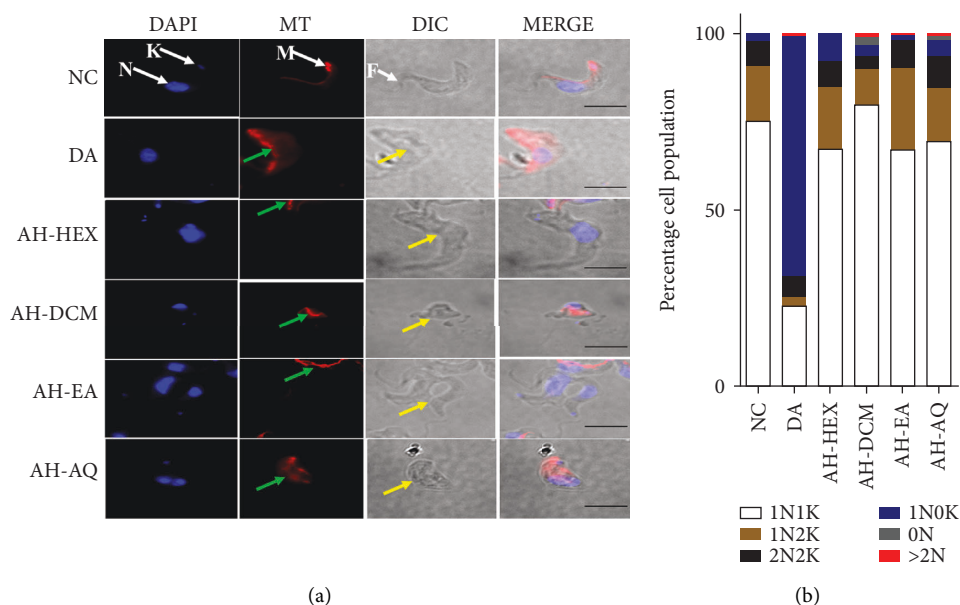 DAPI MT DIC MERGE
NC
K
N
M
F
DA
AH-HEX
AH-DCM
AH-EA
AH-AQ
(a)
100
50
0
Percentage cell population
NC
DA
AH-HEX
AH-DCM
AH-EA
AH-AQ
1N1K 1N0K
1N2K 0N
2N2K >2N
(b)